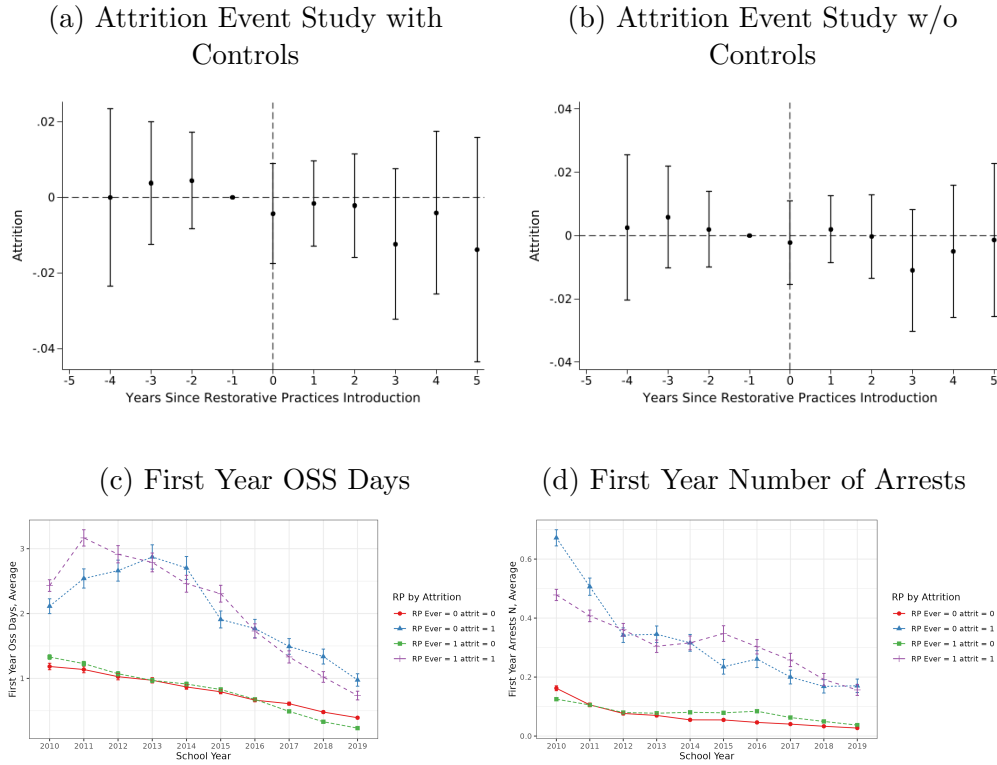 (a) Attrition Event Study with
Controls
.02
0
-.02
-.04
Attrition
-5 -4 -3 -2 -1 0 1 2 3 4 5
Years Since Restorative Practices Introduction
(b) Attrition Event Study w/o
Controls
.04
.02
0
-.02
-.04
Attrition
-5 -4 -3 -2 -1 0 1 2 3 4 5
Years Since Restorative Practices Introduction
(c) First Year OSS Days
3
2
1
First Year Oss Days, Average
2010 2011 2012 2013 2014 2015 2016 2017 2018 2019
School Year
RP by Attrition
RP Ever = 0 attrit = 0
RP Ever = 0 attrit = 1
RP Ever = 1 attrit = 0
RP Ever = 1 attrit = 1
(d) First Year Number of Arrests
0.6
0.4
0.2
0.0
First Year Arrests N, Average
2010 2011 2012 2013 2014 2015 2016 2017 2018 2019
School Year
RP by Attrition
RP Ever = 0 attrit = 0
RP Ever = 0 attrit = 1
RP Ever = 1 attrit = 0
RP Ever = 1 attrit = 1